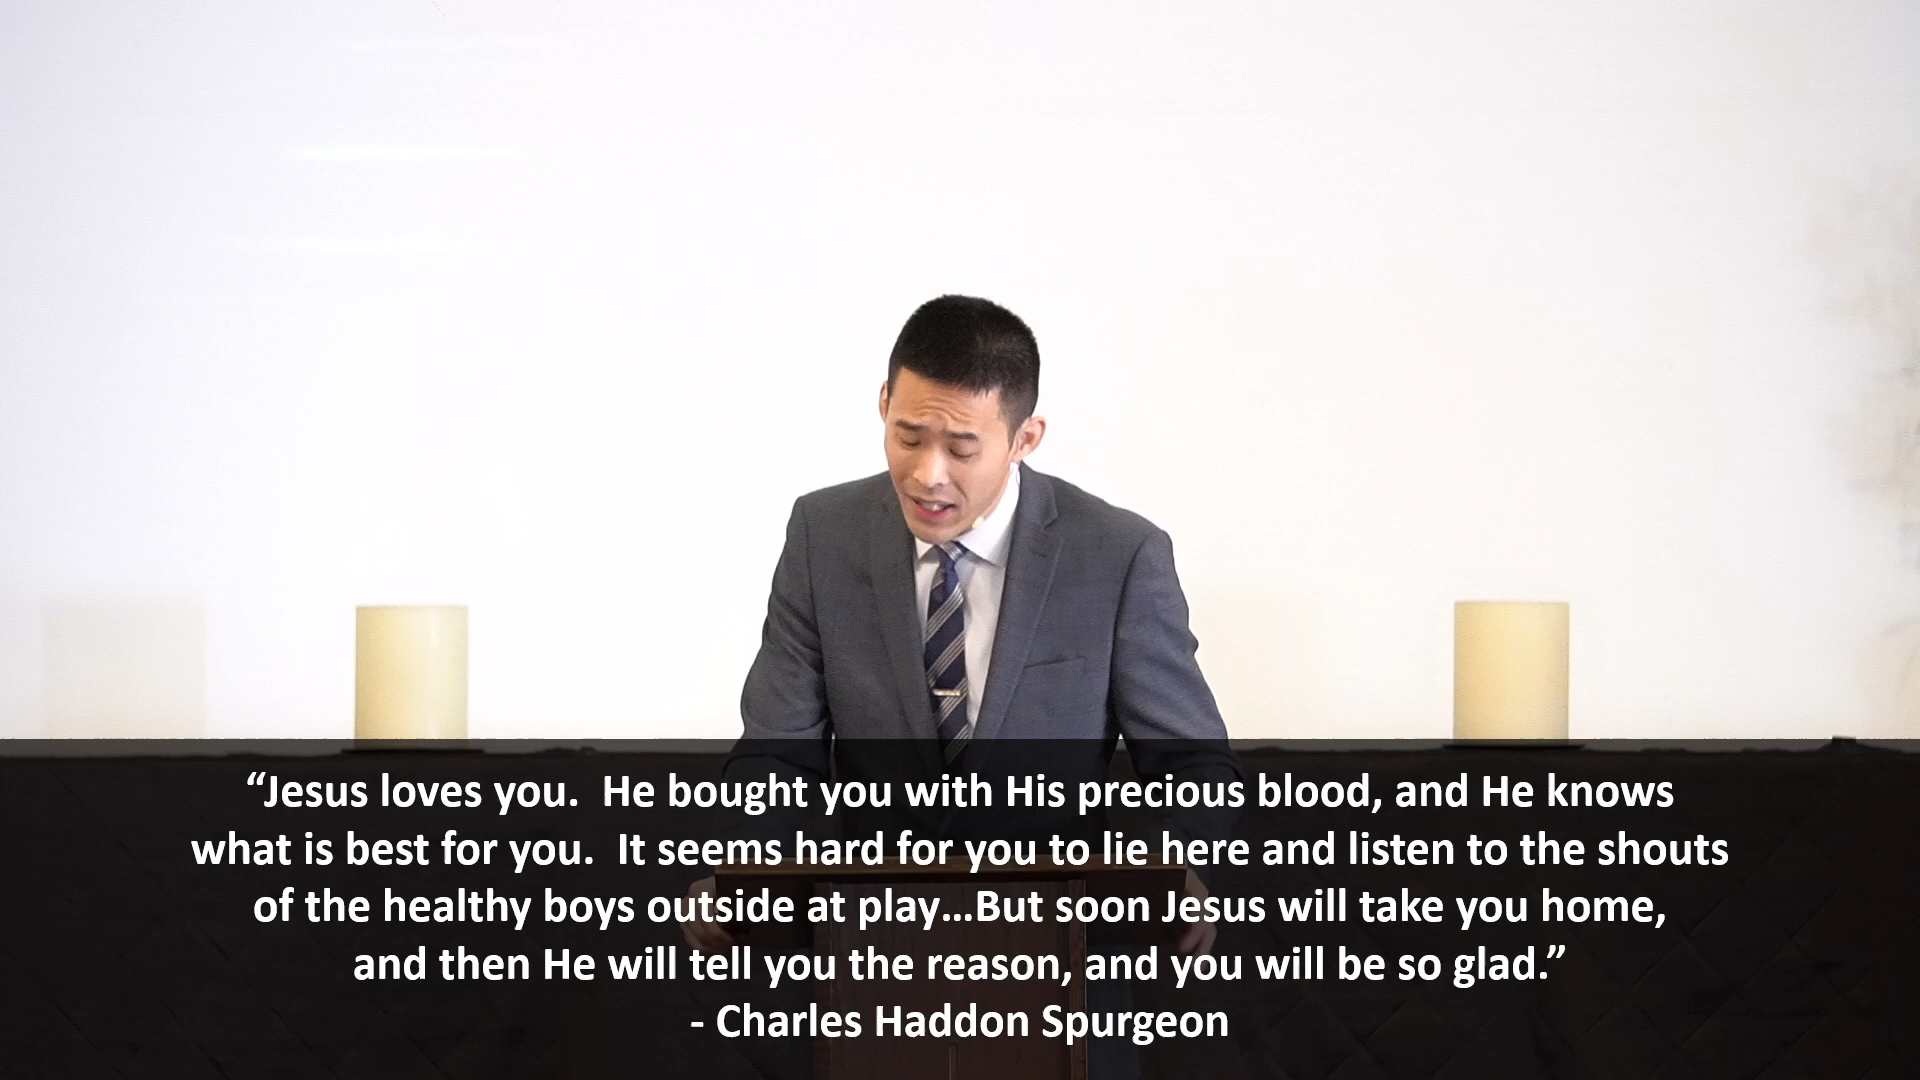 “Jesus loves you.  He bought you with His precious blood, and He knows
what is best for you.  It seems hard for you to lie here and listen to the shouts
of the healthy boys outside at play…But soon Jesus will take you home,
and then He will tell you the reason, and you will be so glad.”
- Charles Haddon Spurgeon